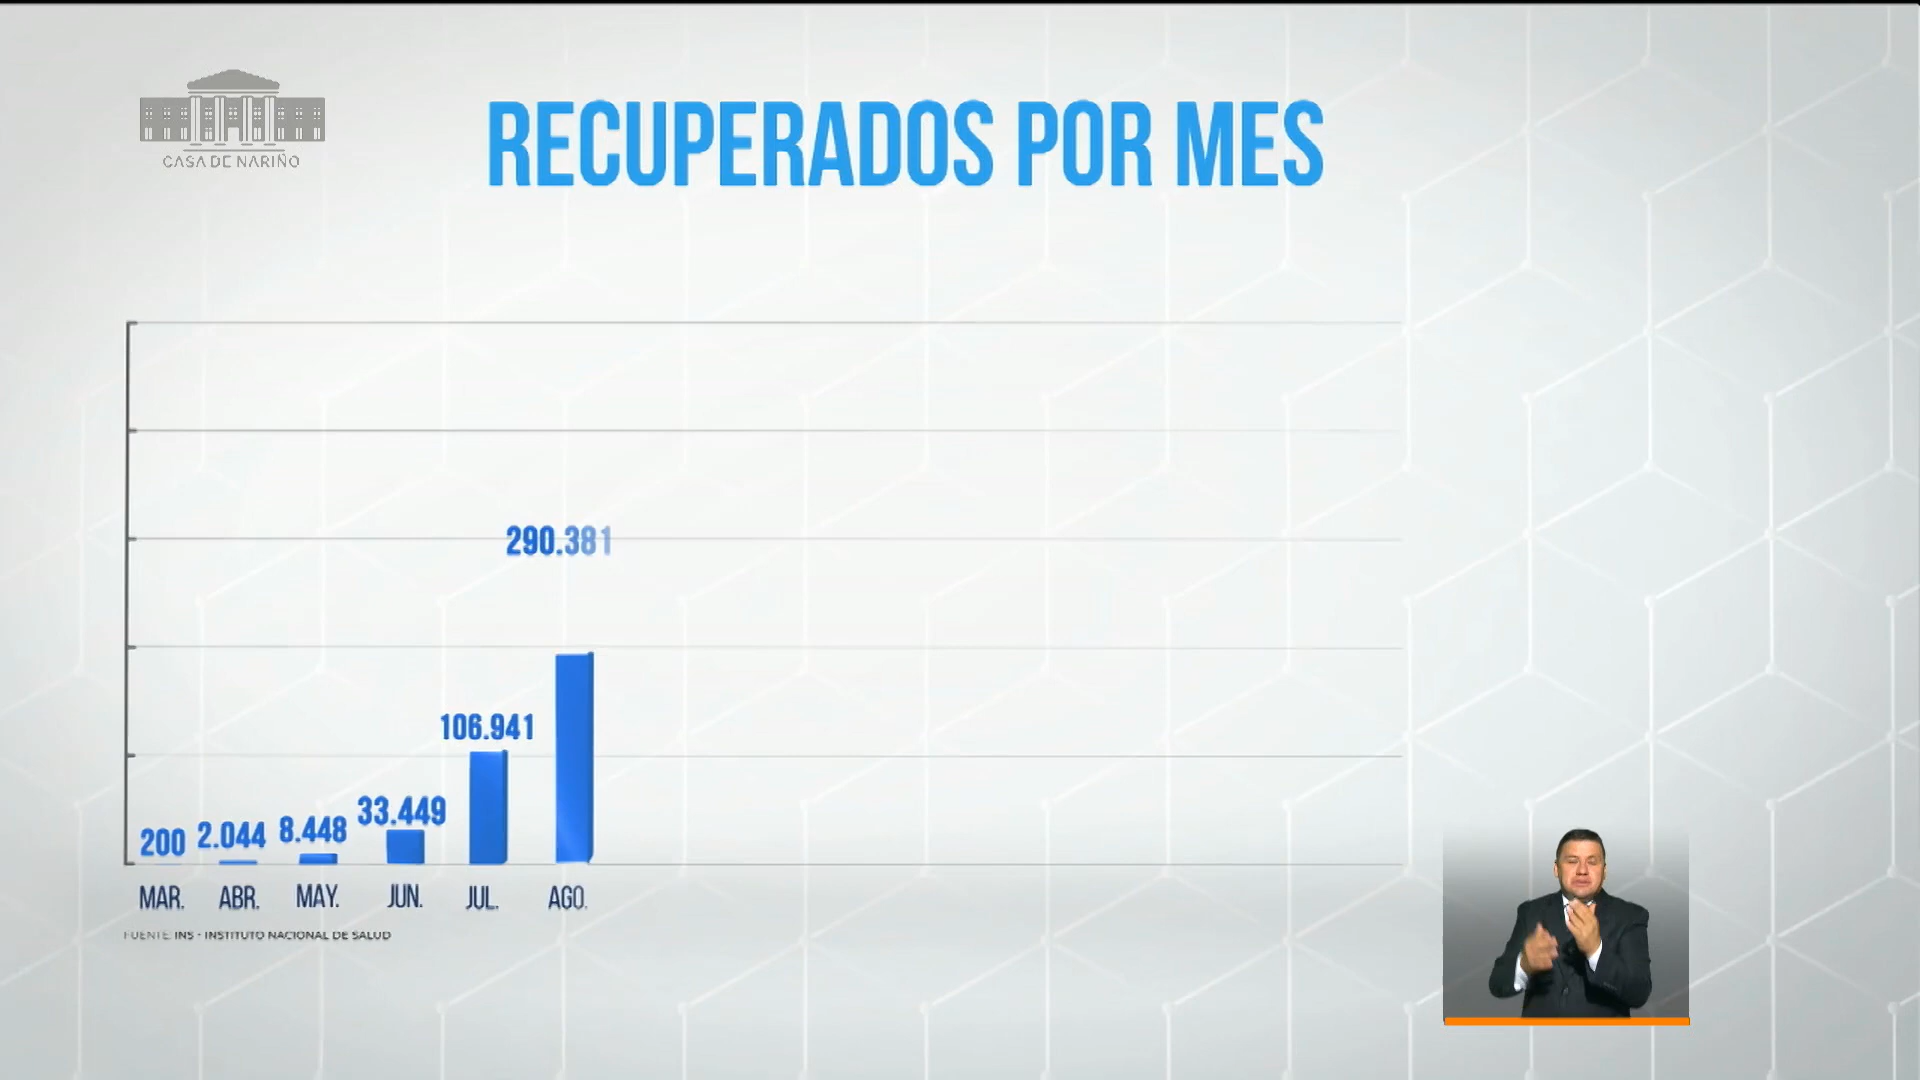 CASA DE NARIÑO
RECUPERADOS POR MES
290.381
106.941
33.449
8.448
2.044
200
MAR. ABR. MAY. JUN. JUL. AGO.
FUENTE: INS - INSTITUTO NACIONAL DE SALUD